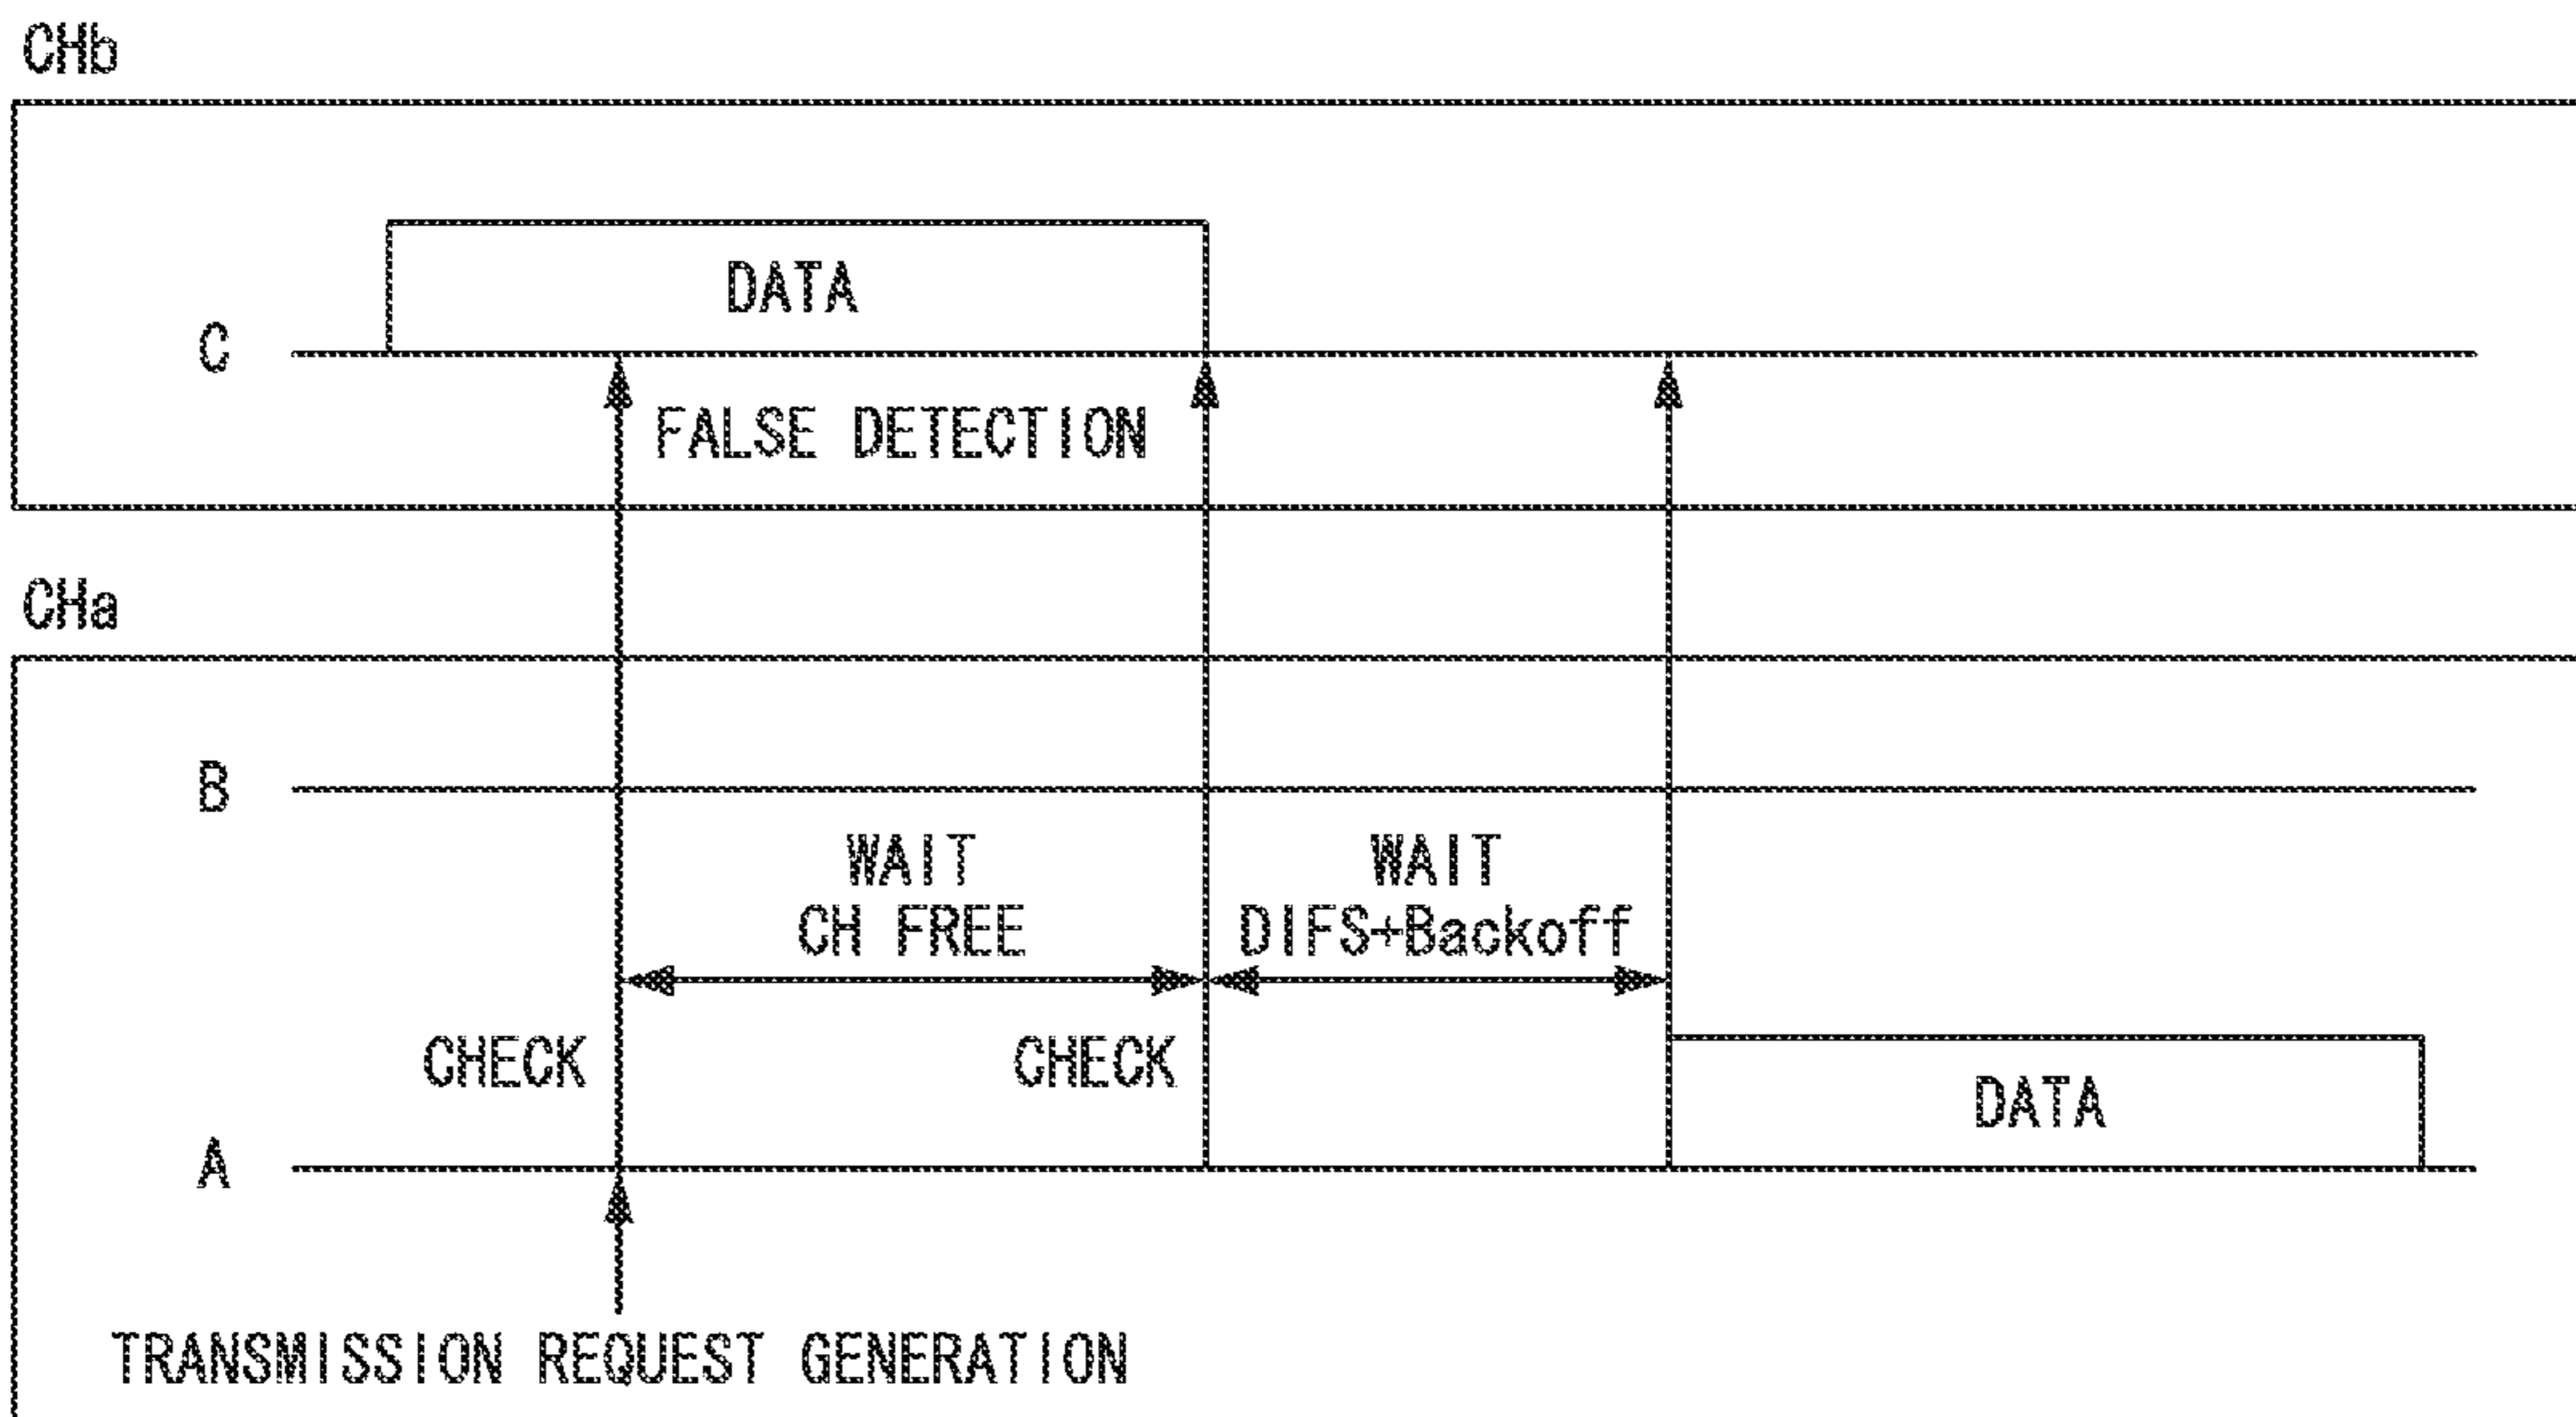 CHb
DATA
C
FALSE DETECTION
CHa
B
WAIT
CH FREE
WAIT
DIFS+Backoff
CHECK
CHECK
DATA
A
TRANSMISSION REQUEST GENERATION